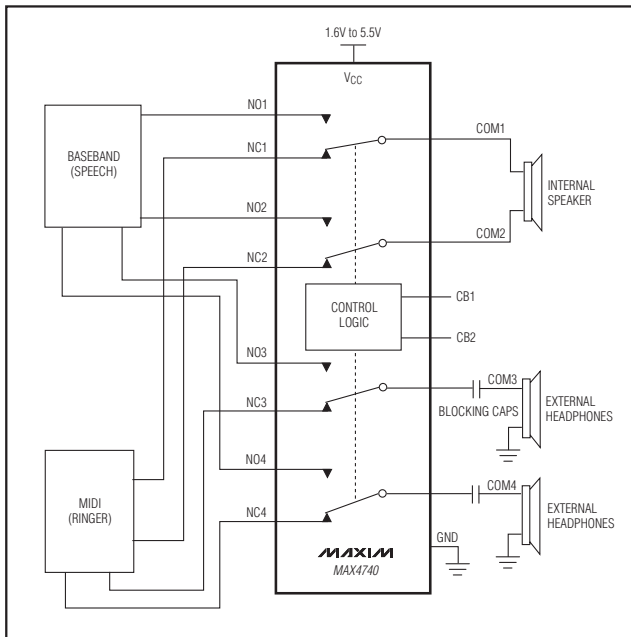 1.6V to 5.5V
VCC
NO1
COM1
BASEBAND
(SPEECH)
NC1
INTERNAL
SPEAKER
NO2
COM2
NC2
CONTROL
LOGIC
CB1
CB2
NO3
COM3
NC3
BLOCKING CAPS
EXTERNAL
HEADPHONES
NO4
MIDI
(RINGER)
COM4
NC4
EXTERNAL
HEADPHONES
GND
MAXIM
MAX4740